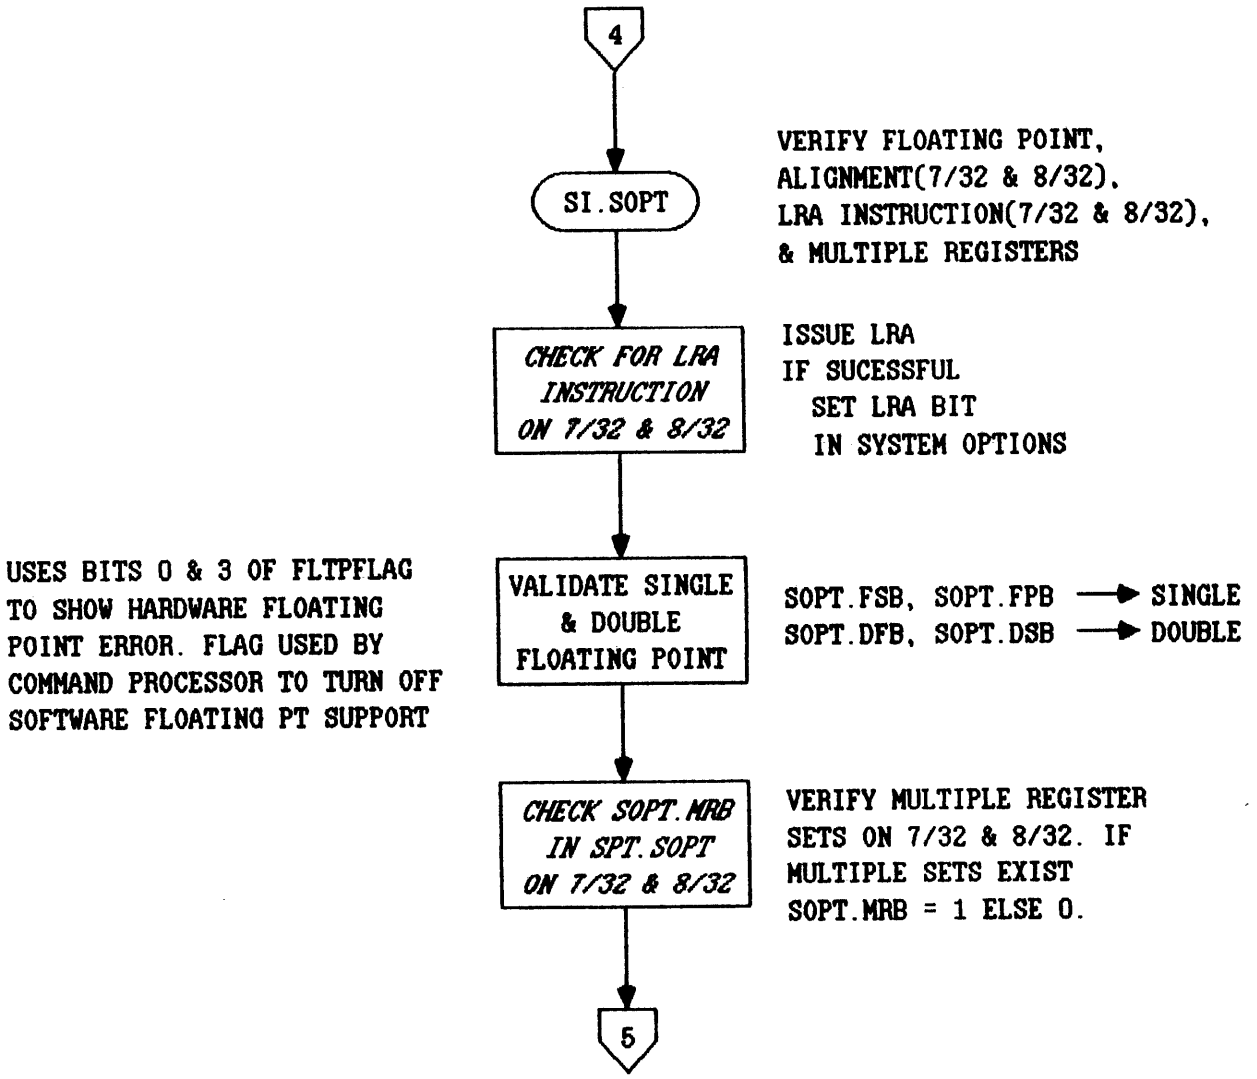 4
VERIFY FLOATING POINT,
ALIGNMENT(7/32 & 8/32),
LRA INSTRUCTION(7/32 & 8/32),
& MULTIPLE REGISTERS
SI.SOPT
CHECK FOR LRA
INSTRUCTION
ON 7/32 & 8/32
ISSUE LRA
IF SUCESSFUL
SET LRA BIT
IN SYSTEM OPTIONS
USES BITS 0 & 3 OF FLTPFLAG
TO SHOW HARDWARE FLOATING
POINT ERROR. FLAG USED BY
COMMAND PROCESSOR TO TURN OFF
SOFTWARE FLOATING PT SUPPORT
VALIDATE SINGLE
& DOUBLE
FLOATING POINT
SOPT.FSB, SOPT.FPB → SINGLE
SOPT.DFB, SOPT.DSB → DOUBLE
CHECK SOPT.MRB
IN SPT.SOPT
ON 7/32 & 8/32
VERIFY MULTIPLE REGISTER
SETS ON 7/32 & 8/32. IF
MULTIPLE SETS EXIST
SOPT.MRB = 1 ELSE 0.
5